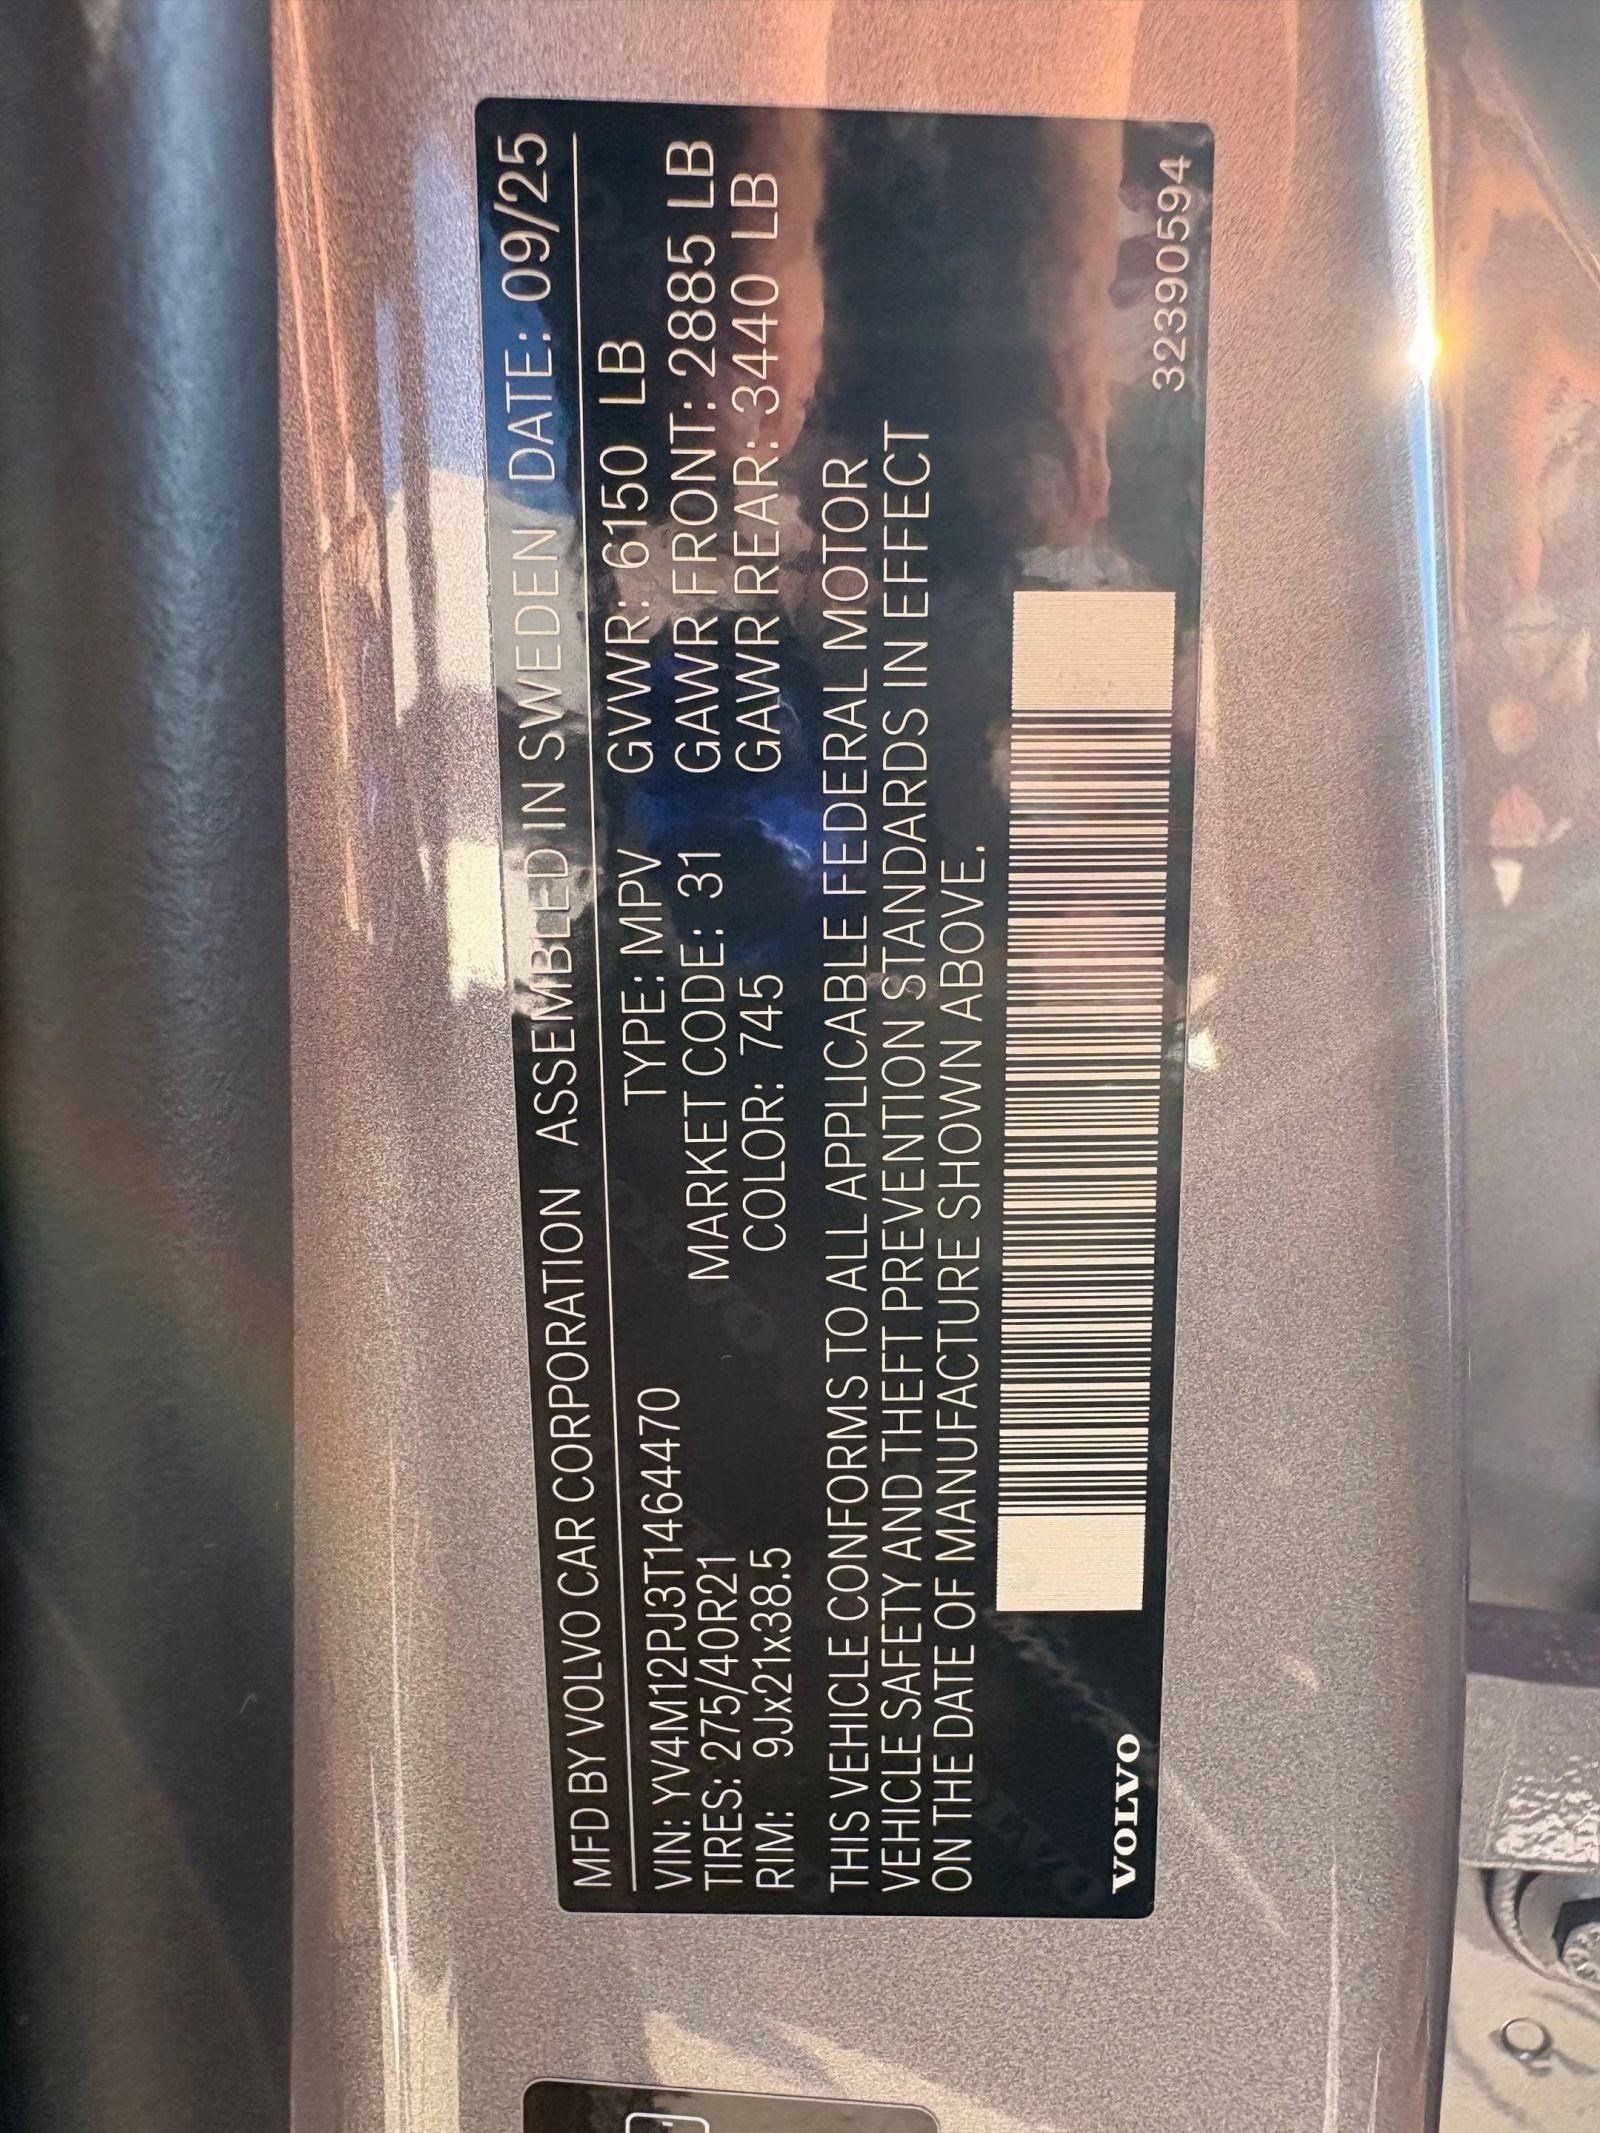 MFD BY VOLVO CAR CORPORATION ASSEMBLED IN SWEDEN DATE: 09/25
VIN: YV4M12PJ3T1464470 TYPE: MPV GVWR: 6150 LB
TIRES: 275/40R21 MARKET CODE: 31 GAWR FRONT: 2885 LB
RIM: 9Jx21x38.5 COLOR: 745 GAWR REAR: 3440 LB
THIS VEHICLE CONFORMS TO ALL APPLICABLE FEDERAL MOTOR
VEHICLE SAFETY AND THEFT PREVENTION STANDARDS IN EFFECT
ON THE DATE OF MANUFACTURE SHOWN ABOVE.
VOLVO 32390594